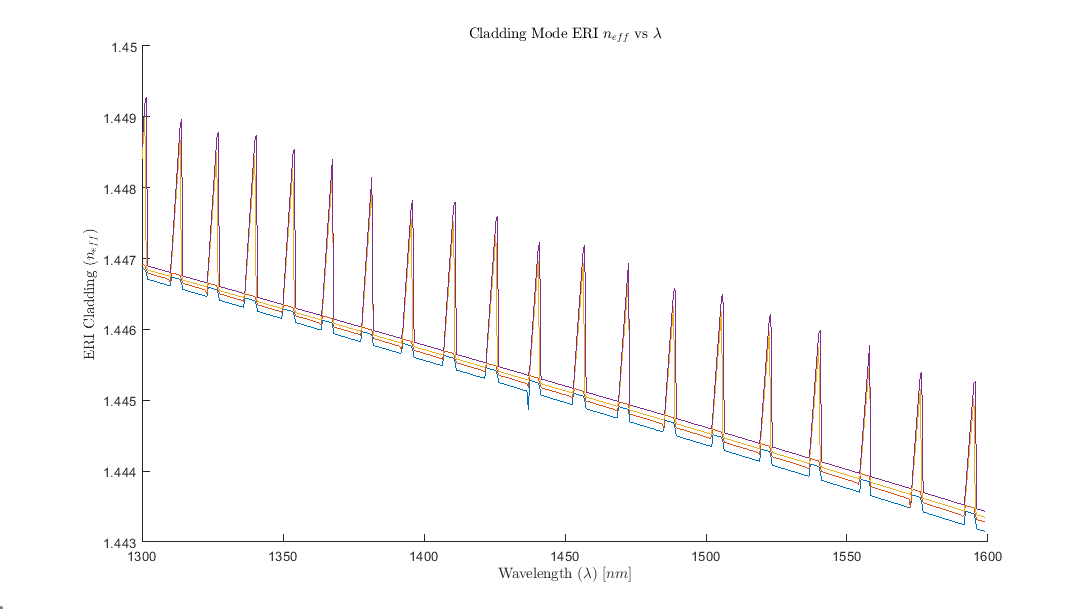 Cladding Mode ERI n_eff vs λ
1.45
1.449
1.448
1.447
1.446
1.445
1.444
1.443
ERI Cladding (n_eff)
1300 1350 1400 1450 1500 1550 1600
Wavelength (λ) [nm]